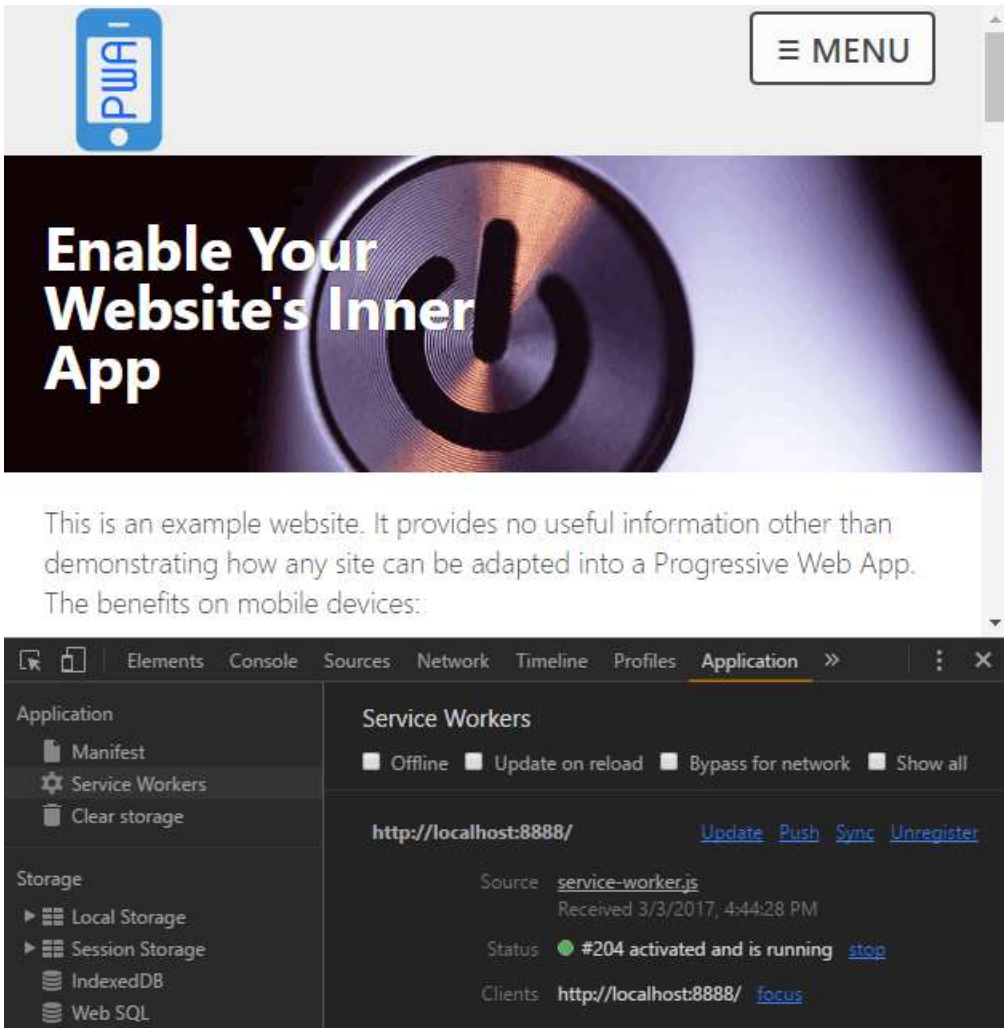 PWA
☰ MENU
Enable Your
Website's Inner
App
This is an example website. It provides no useful information other than
demonstrating how any site can be adapted into a Progressive Web App.
The benefits on mobile devices:
Elements Console Sources Network Timeline Profiles Application »
Application
Manifest
Service Workers
Clear storage
Storage
Local Storage
Session Storage
IndexedDB
Web SQL
Service Workers
Offline Update on reload Bypass for network Show all
http://localhost:8888/ Update Push Sync Unregister
Source service-worker.js
Received 3/3/2017, 4:44:28 PM
Status #204 activated and is running stop
Clients http://localhost:8888/ focus